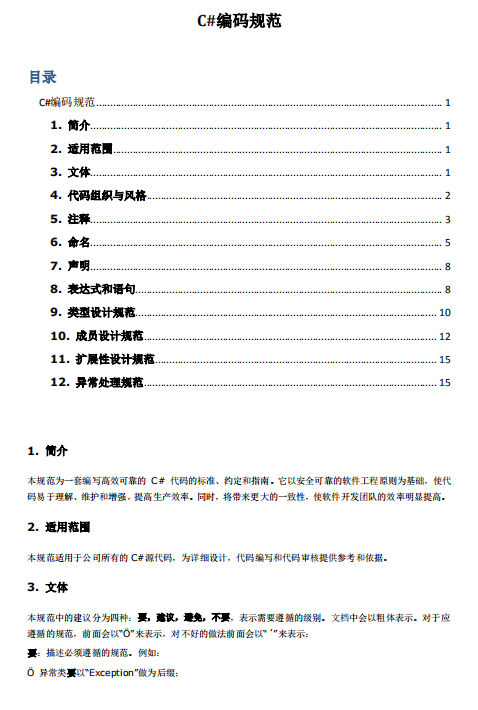 C#编码规范
目录
C#编码规范 1
1. 简介 1
2. 适用范围 1
3. 文体 1
4. 代码组织与风格 2
5. 注释 3
6. 命名 5
7. 声明 8
8. 表达式和语句 8
9. 类型设计规范 10
10. 成员设计规范 12
11. 扩展性设计规范 15
12. 异常处理规范 15
1. 简介
本规范为一套编写高效可靠的 C# 代码的标准、约定和指南。它以安全可靠的软件工程原则为基础，使代
码易于理解、维护和增强，提高生产效率。同时，将带来更大的一致性，使软件开发团队的效率明显提高。
2. 适用范围
本规范适用于公司所有的C#源代码，为详细设计，代码编写和代码审核提供参考和依据。
3. 文体
本规范中的建议分为四种：要，建议，避免，不要，表示需要遵循的级别。文档中会以粗体表示。对于应
遵循的规范，前面会以“Ö”来表示，对不好的做法前面会以“ ´”来表示：
要：描述必须遵循的规范。例如：
Ö 异常类要以“Exception”做为后缀；